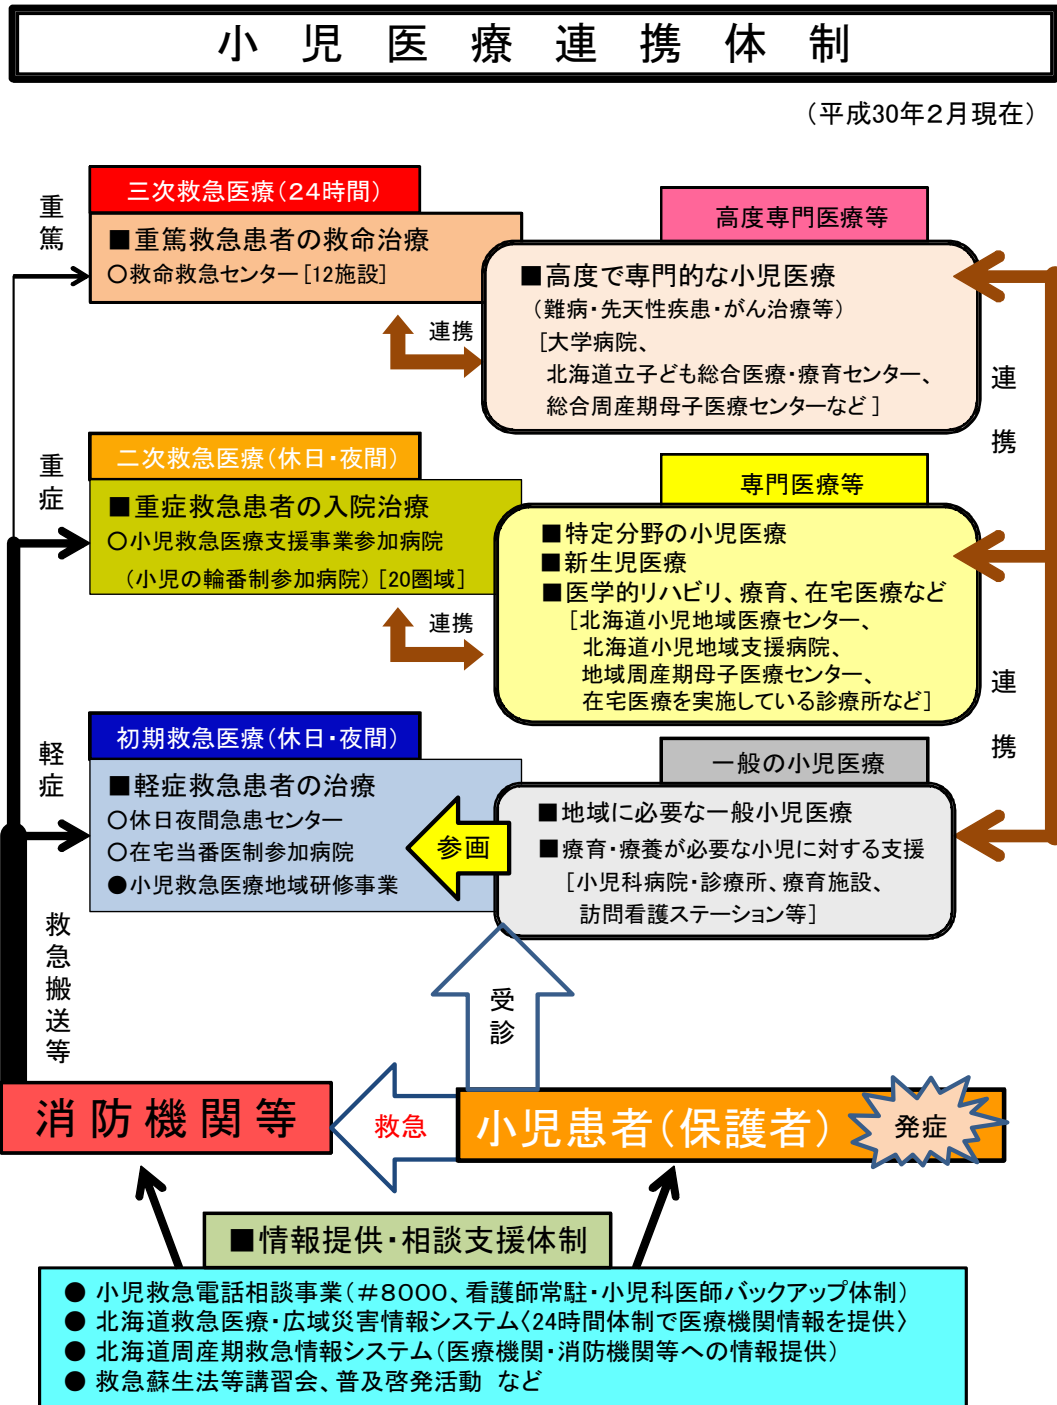 小児医療連携体制
（平成30年２月現在）
重篤
三次救急医療（２４時間）
■重篤救急患者の救命治療
○救命救急センター［12施設］
高度専門医療等
■高度で専門的な小児医療
（難病・先天性疾患・がん治療等）
［大学病院、
北海道立子ども総合医療・療育センター、
総合周産期母子医療センターなど］
連携
連携
重症
二次救急医療（休日・夜間）
■重症救急患者の入院治療
○小児救急医療支援事業参加病院
（小児の輪番制参加病院）［20圏域］
専門医療等
■特定分野の小児医療
■新生児医療
■医学的リハビリ、療育、在宅医療など
［北海道小児地域医療センター、
北海道小児地域支援病院、
地域周産期母子医療センター、
在宅医療を実施している診療所など］
連携
連携
軽症
初期救急医療（休日・夜間）
■軽症救急患者の治療
○休日夜間急患センター
○在宅当番医制参加病院
●小児救急医療地域研修事業
参画
一般の小児医療
■地域に必要な一般小児医療
■療育・療養が必要な小児に対する支援
［小児科病院・診療所、療育施設、
訪問看護ステーション等］
救急搬送等
受診
消防機関等
救急
小児患者（保護者）
発症
■情報提供・相談支援体制
● 小児救急電話相談事業（＃８０００、看護師常駐・小児科医師バックアップ体制）
● 北海道救急医療・広域災害情報システム〈24時間体制で医療機関情報を提供〉
● 北海道周産期救急情報システム（医療機関・消防機関等への情報提供）
● 救急蘇生法等講習会、普及啓発活動 など